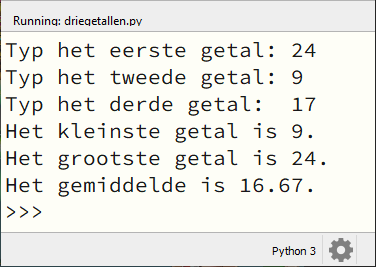 Running: driegetallen.py
Typ het eerste getal: 24
Typ het tweede getal: 9
Typ het derde getal:  17
Het kleinste getal is 9.
Het grootste getal is 24.
Het gemiddelde is 16.67.
>>>
Python 3